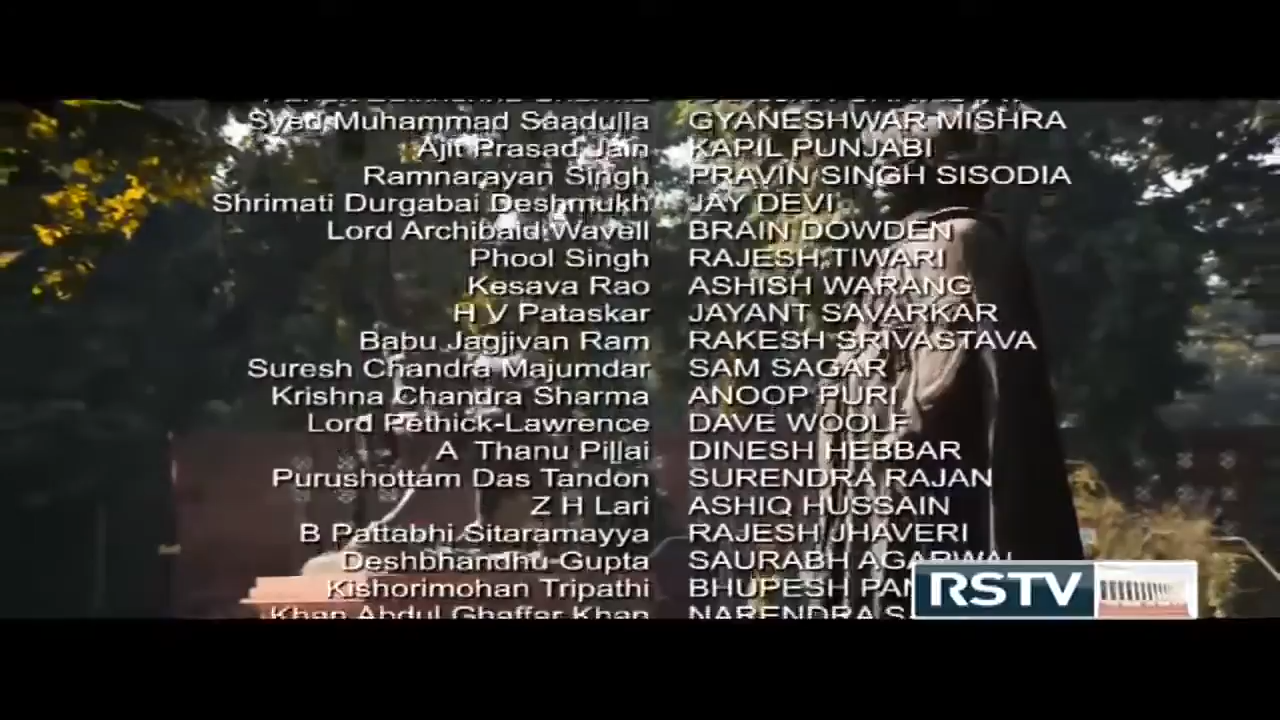 Syed Muhammad Saadulla GYANESHWAR MISHRA
Ajit Prasad Jain KAPIL PUNJABI
Ramnarayan Singh PRAVIN SINGH SISODIA
Shrimati Durgabai Deshmukh JAY DEVI
Lord Archibald Wavell BRAIN DOWDEN
Phool Singh RAJESH TIWARI
Kesava Rao ASHISH WARANG
H V Pataskar JAYANT SAVARKAR
Babu Jagjivan Ram RAKESH SRIVASTAVA
Suresh Chandra Majumdar SAM SAGAR
Krishna Chandra Sharma ANOOP PURI
Lord Pethick-Lawrence DAVE WOOLF
A Thanu Pillai DINESH HEBBAR
Purushottam Das Tandon SURENDRA RAJAN
Z H Lari ASHIQ HUSSAIN
B Pattabhi Sitaramayya RAJESH JHAVERI
Deshbhandhu Gupta SAURABH AGARWAL
Kishorimohan Tripathi BHUPESH
Khan Abdul Ghaffar Khan NARENDRA
RSTV